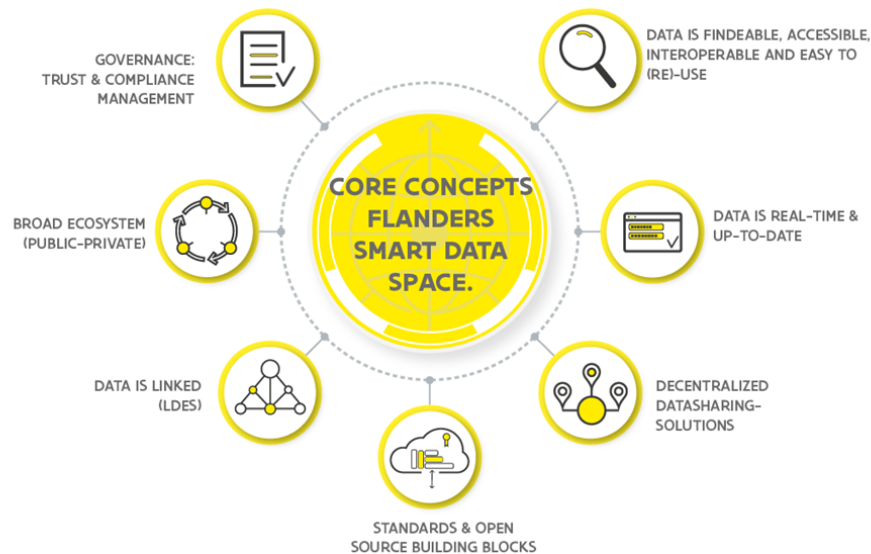 GOVERNANCE:
TRUST & COMPLIANCE
MANAGEMENT
DATA IS FINDEABLE, ACCESSIBLE,
INTEROPERABLE AND EASY TO
(RE)-USE
CORE CONCEPTS
FLANDERS
SMART DATA
SPACE.
BROAD ECOSYSTEM
(PUBLIC-PRIVATE)
DATA IS REAL-TIME &
UP-TO-DATE
DATA IS LINKED
(LDES)
DECENTRALIZED
DATASHARING-
SOLUTIONS
STANDARDS & OPEN
SOURCE BUILDING BLOCKS